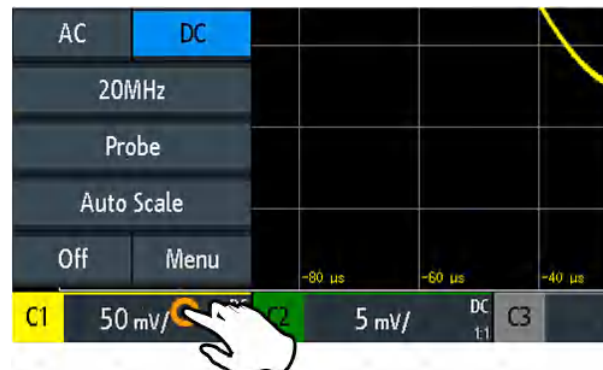 AC DC
20MHz
Probe
Auto Scale
Off Menu
-80 µs -60 µs -40 µs
C1 50 mV/ C2 5 mV/ DC C3
1:1